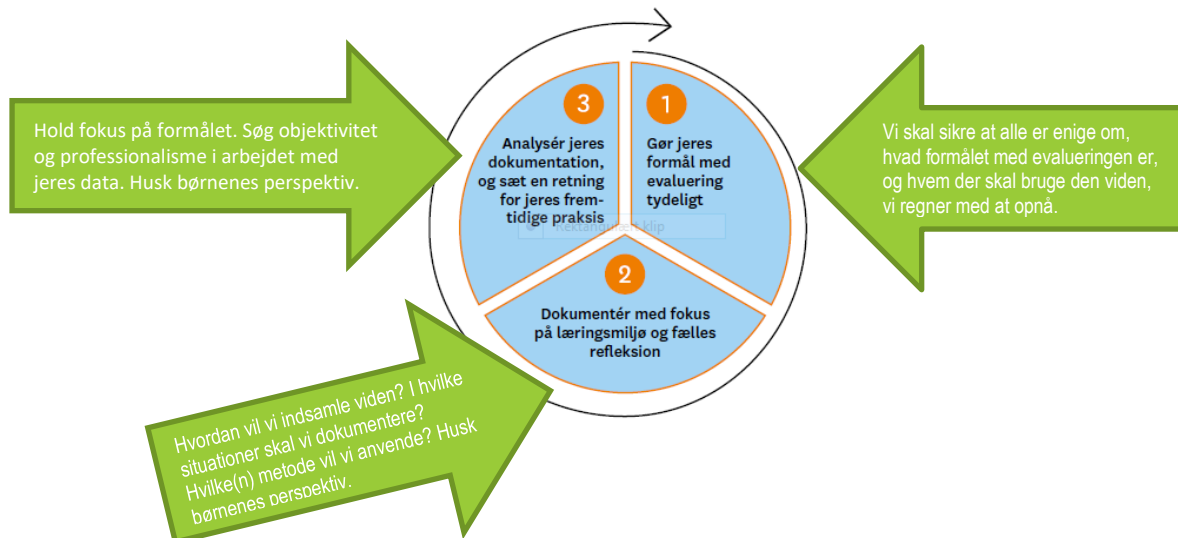 3
Analysér jeres
dokumentation,
og sæt en retning
for jeres frem-
tidige praksis
1
Gør jeres
formål med
evaluering
tydeligt
Rektangulært klip
2
Dokumentér med fokus
på læringsmiljø og fælles
refleksion
Hold fokus på formålet. Søg objektivitet
og professionalisme i arbejdet med
jeres data. Husk børnenes perspektiv.
Vi skal sikre at alle er enige om,
hvad formålet med evalueringen er,
og hvem der skal bruge den viden,
vi regner med at opnå.
Hvordan vil vi indsamle viden? I hvilke
situationer skal vi dokumentere?
Hvilke(n) metode vil vi anvende? Husk
børnenes perspektiv.